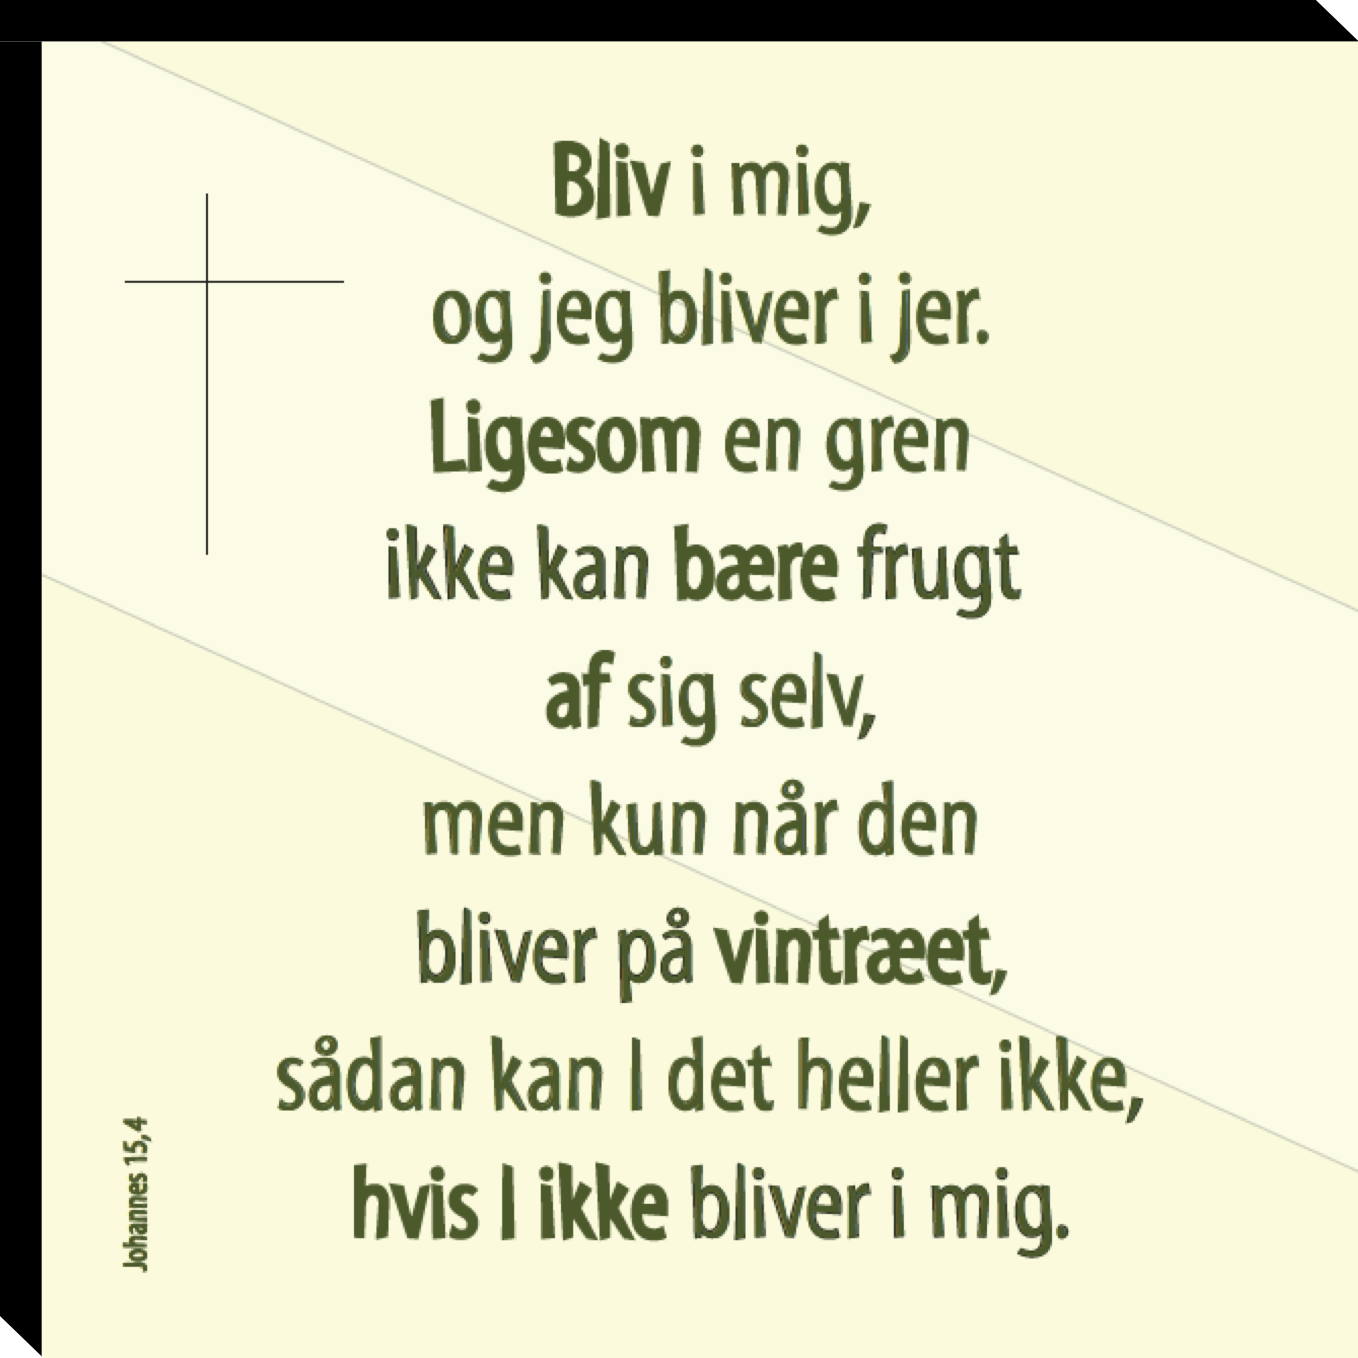 Bliv i mig,
og jeg bliver i jer.
Ligesom en gren
ikke kan bære frugt
af sig selv,
men kun når den
bliver på vintræet,
sådan kan I det heller ikke,
hvis I ikke bliver i mig.
Johannes 15,4